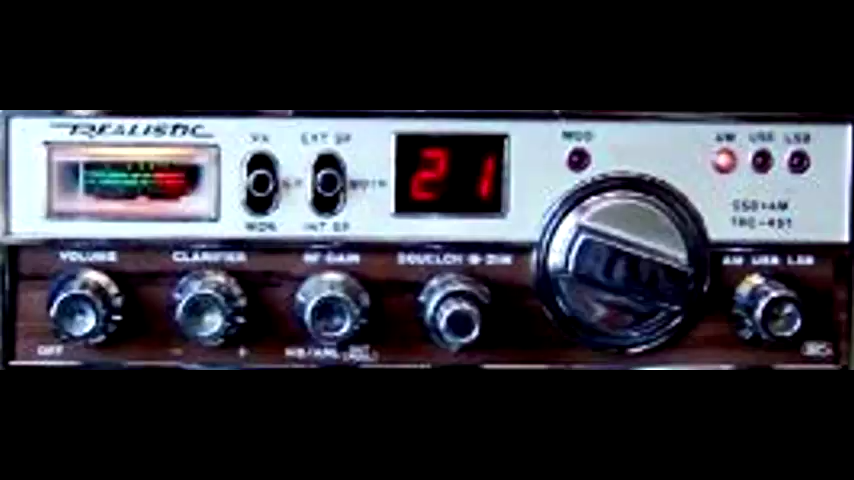 REALISTIC
PA
EXT SP
MOD
AM USB LSB
21
BOTH
MON
INT SP
SSB/AM
TRC-451
VOLUME
CLARIFIER
RF GAIN
SQUELCH
AM USB LSB
OFF
- +
NB/ANL